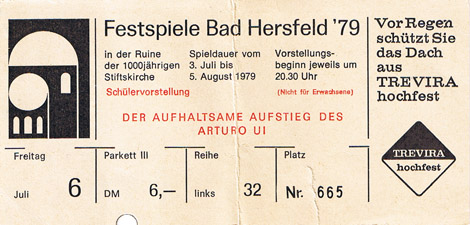 Festspiele Bad Hersfeld '79
in der Ruine
der 1000jährigen
Stiftskirche
Spieldauer vom
3. Juli bis
5. August 1979
Vorstellungs-
beginn jeweils um
20.30 Uhr
Schülervorstellung
(Nicht für Erwachsene)
DER AUFHALTSAME AUFSTIEG DES
ARTURO UI
Freitag
Parkett III
Reihe
Platz
Juli
6
DM
6,—
links
32
Nr. 665
Vor Regen
schützt Sie
das Dach
aus
TREVIRA
hochfest
TREVIRA
hochfest